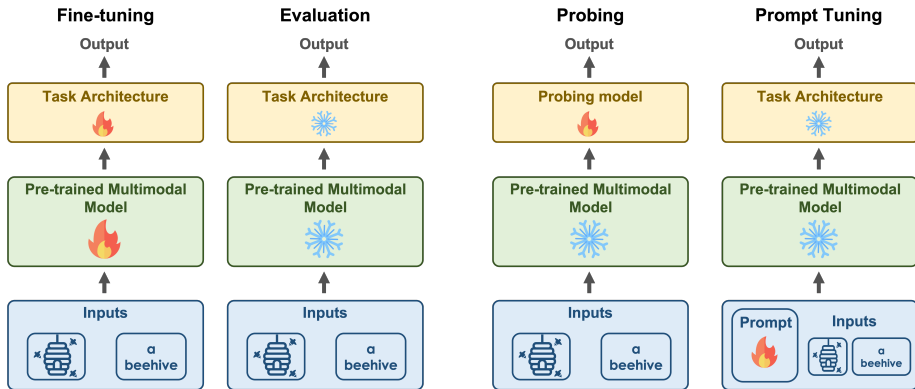 Fine-tuning
Output
Task Architecture
Pre-trained Multimodal
Model
Inputs
a
beehive
Evaluation
Output
Task Architecture
Pre-trained Multimodal
Model
Inputs
a
beehive
Probing
Output
Probing model
Pre-trained Multimodal
Model
Inputs
a
beehive
Prompt Tuning
Output
Task Architecture
Pre-trained Multimodal
Model
Prompt
Inputs
a
beehive